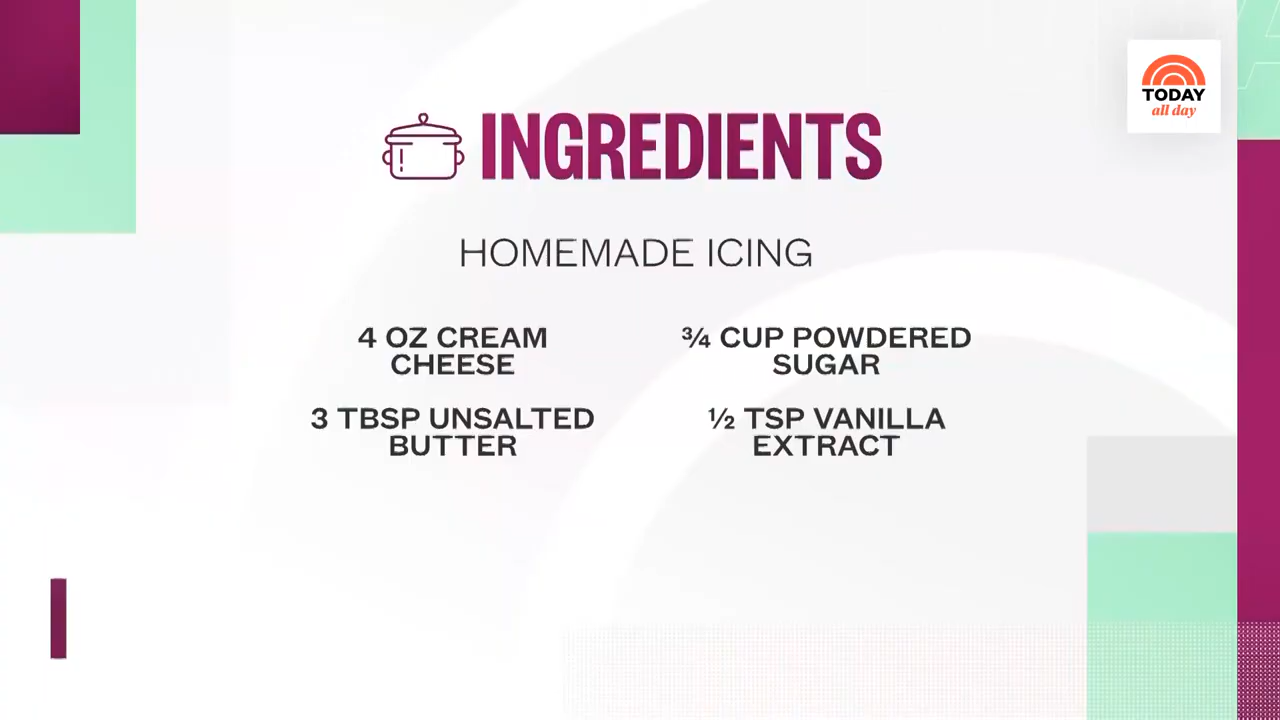 TODAY
all day
INGREDIENTS
HOMEMADE ICING
4 OZ CREAM
CHEESE
3 TBSP UNSALTED
BUTTER
¾ CUP POWDERED
SUGAR
½ TSP VANILLA
EXTRACT